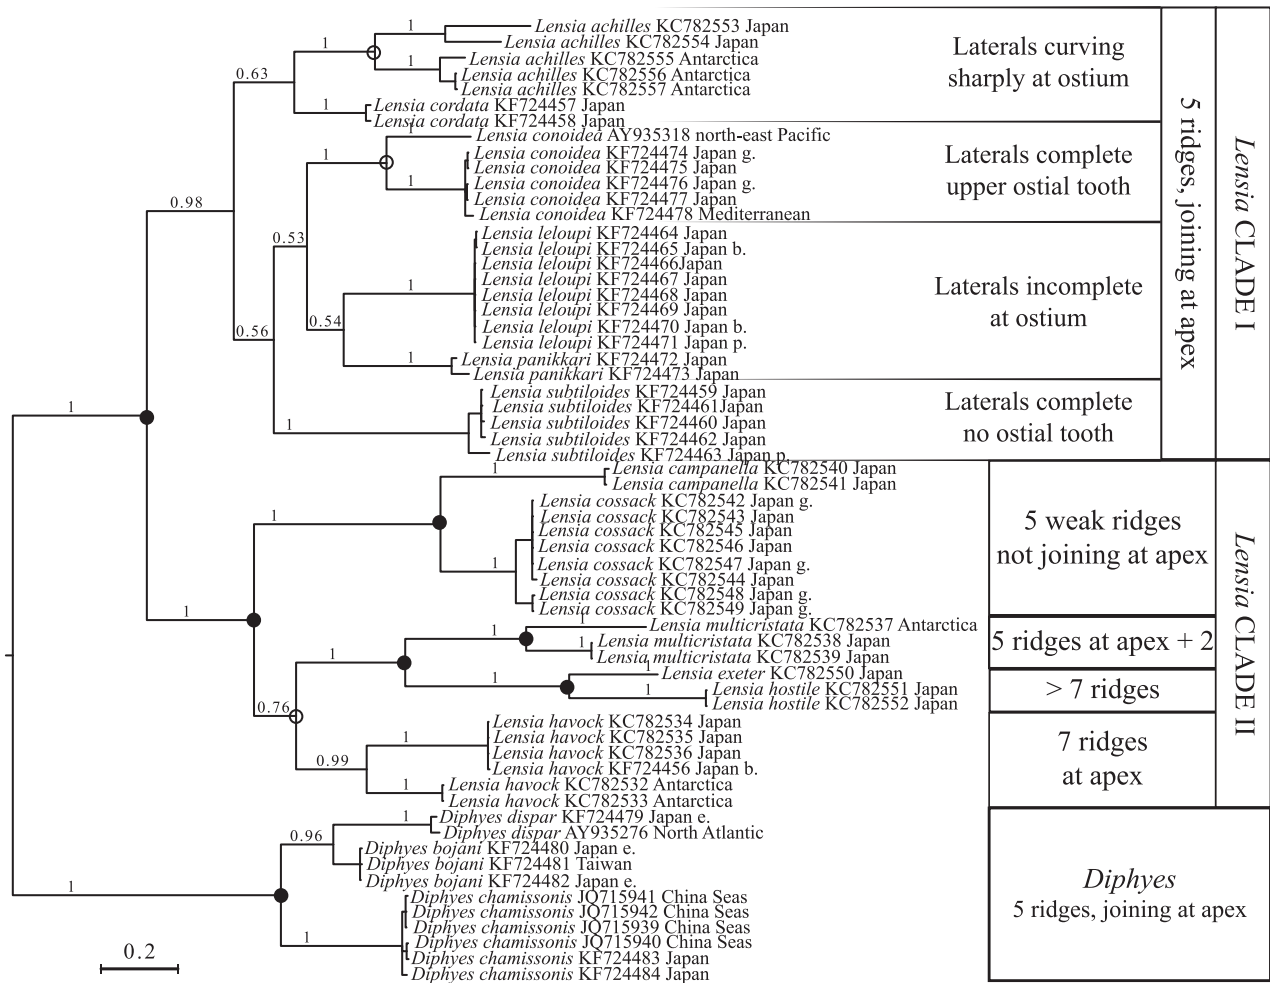 Lensia achilles KC782553 Japan
Lensia achilles KC782554 Japan
Lensia achilles KC782555 Antarctica
Lensia achilles KC782556 Antarctica
Lensia achilles KC782557 Antarctica
Lensia cordata KF724457 Japan
Lensia cordata KF724458 Japan
Lensia conoidea AY935318 north-east Pacific
Lensia conoidea KF724474 Japan g.
Lensia conoidea KF724475 Japan
Lensia conoidea KF724476 Japan g.
Lensia conoidea KF724477 Japan
Lensia conoidea KF724478 Mediterranean
Lensia leloupi KF724464 Japan
Lensia leloupi KF724465 Japan b.
Lensia leloupi KF724466Japan
Lensia leloupi KF724467 Japan
Lensia leloupi KF724468 Japan
Lensia leloupi KF724469 Japan
Lensia leloupi KF724470 Japan b.
Lensia leloupi KF724471 Japan p.
Lensia panikkari KF724472 Japan
Lensia panikkari KF724473 Japan
Lensia subtiloides KF724459 Japan
Lensia subtiloides KF724461Japan
Lensia subtiloides KF724460 Japan
Lensia subtiloides KF724462 Japan
Lensia subtiloides KF724463 Japan p.
Lensia campanella KC782540 Japan
Lensia campanella KC782541 Japan
Lensia cossack KC782542 Japan g.
Lensia cossack KC782543 Japan
Lensia cossack KC782545 Japan
Lensia cossack KC782546 Japan
Lensia cossack KC782547 Japan g.
Lensia cossack KC782544 Japan
Lensia cossack KC782548 Japan g.
Lensia cossack KC782549 Japan g.
Lensia multicristata KC782537 Antarctica
Lensia multicristata KC782538 Japan
Lensia multicristata KC782539 Japan
Lensia exeter KC782550 Japan
Lensia hostile KC782551 Japan
Lensia hostile KC782552 Japan
Lensia havock KC782534 Japan
Lensia havock KC782535 Japan
Lensia havock KC782536 Japan
Lensia havock KF724456 Japan b.
Lensia havock KC782532 Antarctica
Lensia havock KC782533 Antarctica
Diphyes dispar KF724479 Japan e.
Diphyes dispar AY935276 North Atlantic
Diphyes bojani KF724480 Japan e.
Diphyes bojani KF724481 Taiwan
Diphyes bojani KF724482 Japan e.
Diphyes chamissonis JQ715941 China Seas
Diphyes chamissonis JQ715942 China Seas
Diphyes chamissonis JQ715939 China Seas
Diphyes chamissonis JQ715940 China Seas
Diphyes chamissonis KF724483 Japan
Diphyes chamissonis KF724484 Japan
1
1
1
0.63
1
1
1
1
0.98
0.53
1
0.54
0.56
1
1
1
1
1
1
1
1
1
1
1
1
1
1
0.76
1
0.99
1
1
0.96
1
1
0.2
Laterals curving
sharply at ostium
Laterals complete
upper ostial tooth
Laterals incomplete
at ostium
Laterals complete
no ostial tooth
5 ridges, joining at apex
Lensia CLADE I
5 weak ridges
not joining at apex
5 ridges at apex + 2
> 7 ridges
7 ridges
at apex
Lensia CLADE II
Diphyes
5 ridges, joining at apex